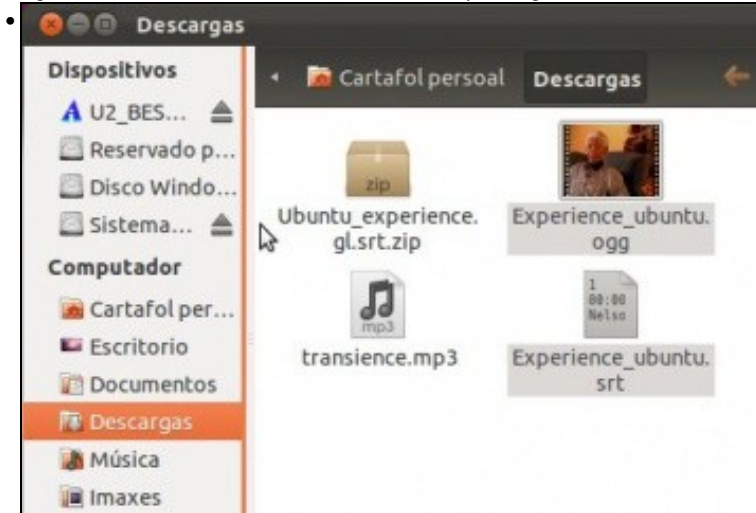 Descargas
Dispositivos
Cartafol persoal Descargas
U2_BES...
Reservado p...
Disco Windo...
Sistema...
Computador
Cartafol per...
Escritorio
Documentos
Descargas
Música
Imaxes
zip
Ubuntu_experience.
gl.srt.zip
Experience_ubuntu.
ogg
mp3
transience.mp3
1
00:00
Nelso
Experience_ubuntu.
srt